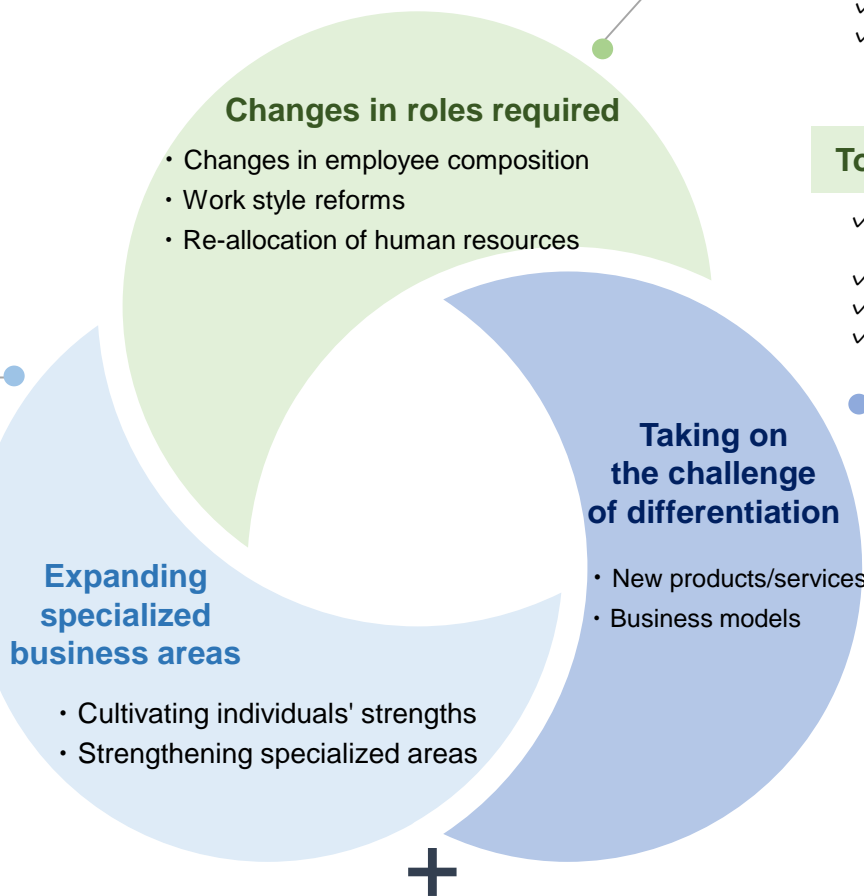 Changes in roles required
・Changes in employee composition
・Work style reforms
・Re-allocation of human resources
Taking on
the challenge
of differentiation
・New products/services
・Business models
Expanding
specialized
business areas
・Cultivating individuals' strengths
・Strengthening specialized areas
+